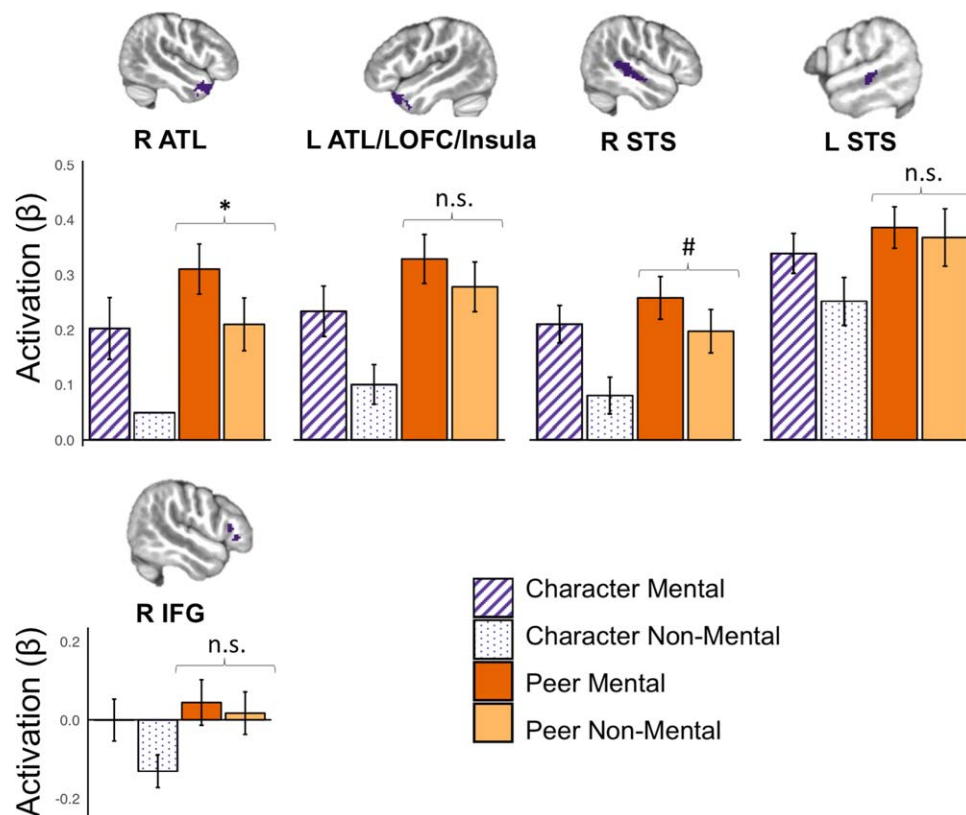 R ATL
L ATL/LOFC/Insula
R STS
L STS
Activation (β)
0.5
0.4
0.3
0.2
0.1
0.0
*
n.s.
#
n.s.
R IFG
Activation (β)
0.2
0.0
-0.2
n.s.
Character Mental
Character Non-Mental
Peer Mental
Peer Non-Mental